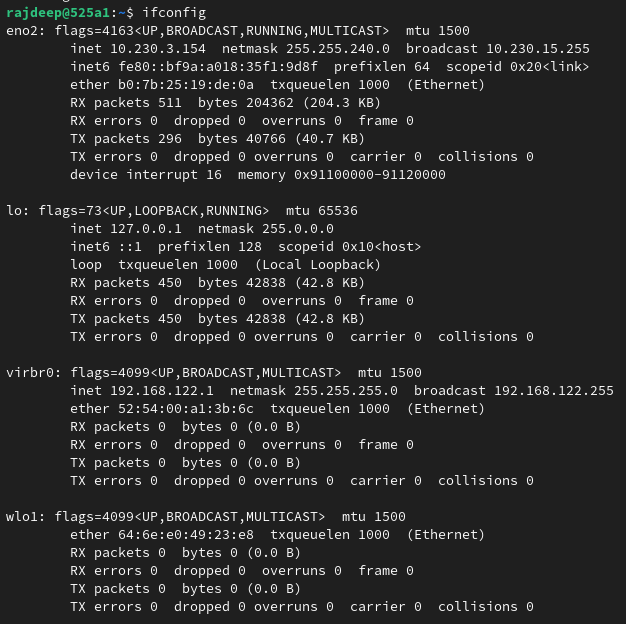 rajdeep@525a1:~$ ifconfig
eno2: flags=4163<UP,BROADCAST,RUNNING,MULTICAST>  mtu 1500
        inet 10.230.3.154  netmask 255.255.240.0  broadcast 10.230.15.255
        inet6 fe80::bf9a:a018:35f1:9d8f  prefixlen 64  scopeid 0x20<link>
        ether b0:7b:25:19:de:0a  txqueuelen 1000  (Ethernet)
        RX packets 511  bytes 204362 (204.3 KB)
        RX errors 0  dropped 0  overruns 0  frame 0
        TX packets 296  bytes 40766 (40.7 KB)
        TX errors 0  dropped 0 overruns 0  carrier 0  collisions 0
        device interrupt 16  memory 0x91100000-91120000

lo: flags=73<UP,LOOPBACK,RUNNING>  mtu 65536
        inet 127.0.0.1  netmask 255.0.0.0
        inet6 ::1  prefixlen 128  scopeid 0x10<host>
        loop  txqueuelen 1000  (Local Loopback)
        RX packets 450  bytes 42838 (42.8 KB)
        RX errors 0  dropped 0  overruns 0  frame 0
        TX packets 450  bytes 42838 (42.8 KB)
        TX errors 0  dropped 0 overruns 0  carrier 0  collisions 0

virbr0: flags=4099<UP,BROADCAST,MULTICAST>  mtu 1500
        inet 192.168.122.1  netmask 255.255.255.0  broadcast 192.168.122.255
        ether 52:54:00:a1:3b:6c  txqueuelen 1000  (Ethernet)
        RX packets 0  bytes 0 (0.0 B)
        RX errors 0  dropped 0  overruns 0  frame 0
        TX packets 0  bytes 0 (0.0 B)
        TX errors 0  dropped 0 overruns 0  carrier 0  collisions 0

wlo1: flags=4099<UP,BROADCAST,MULTICAST>  mtu 1500
        ether 64:6e:e0:49:23:e8  txqueuelen 1000  (Ethernet)
        RX packets 0  bytes 0 (0.0 B)
        RX errors 0  dropped 0  overruns 0  frame 0
        TX packets 0  bytes 0 (0.0 B)
        TX errors 0  dropped 0 overruns 0  carrier 0  collisions 0